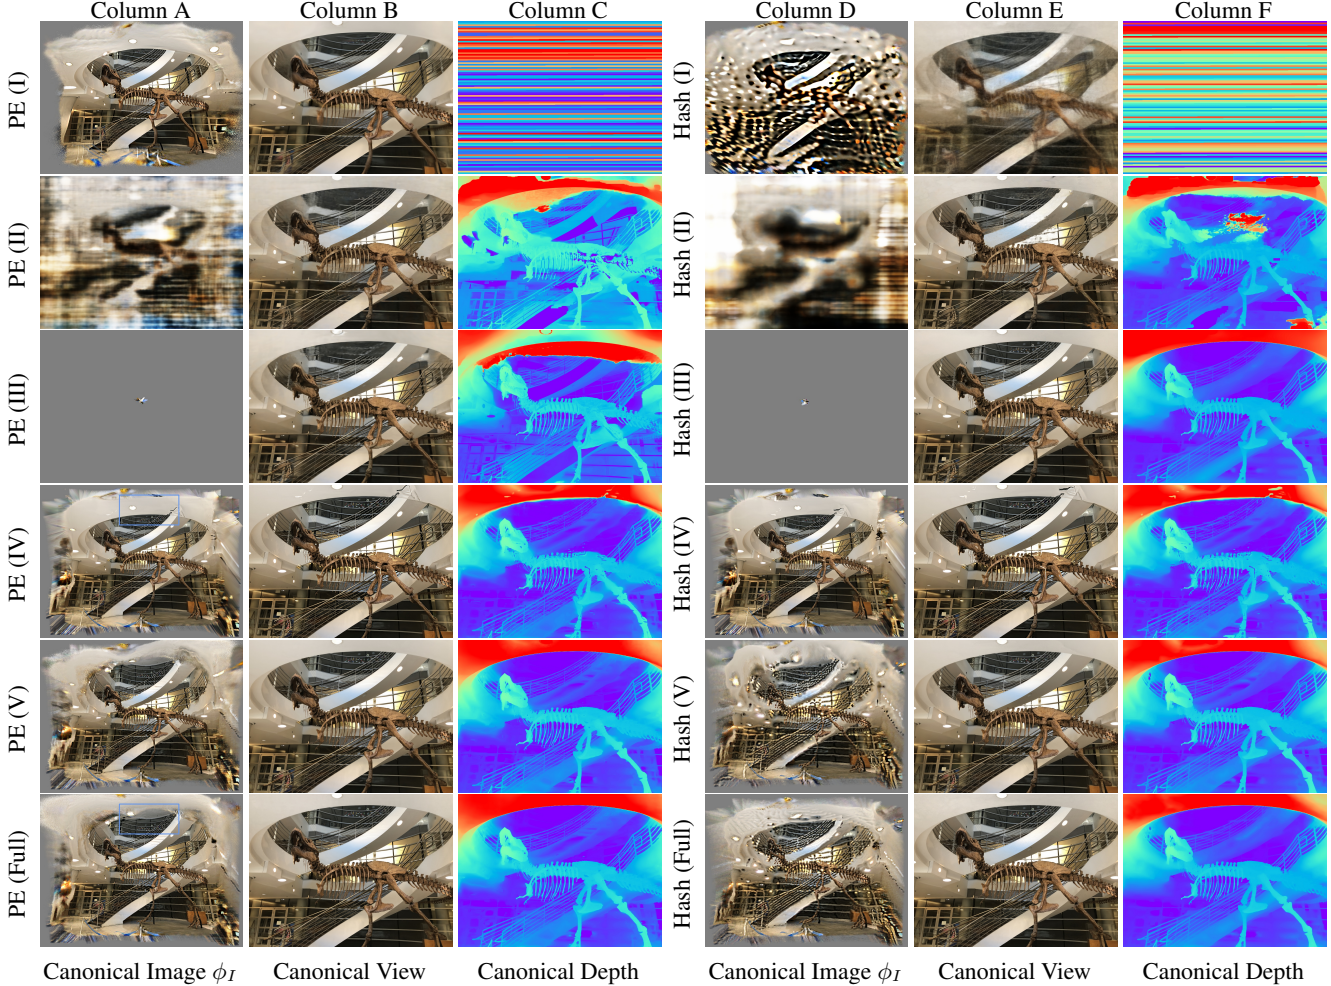 Column A Column B Column C Column D Column E Column F
PE (I) Hash (I)
PE (II) Hash (II)
PE (III) Hash (III)
PE (IV) Hash (IV)
PE (V) Hash (V)
PE (Full) Hash (Full)
Canonical Image ϕI Canonical View Canonical Depth Canonical Image ϕI Canonical View Canonical Depth